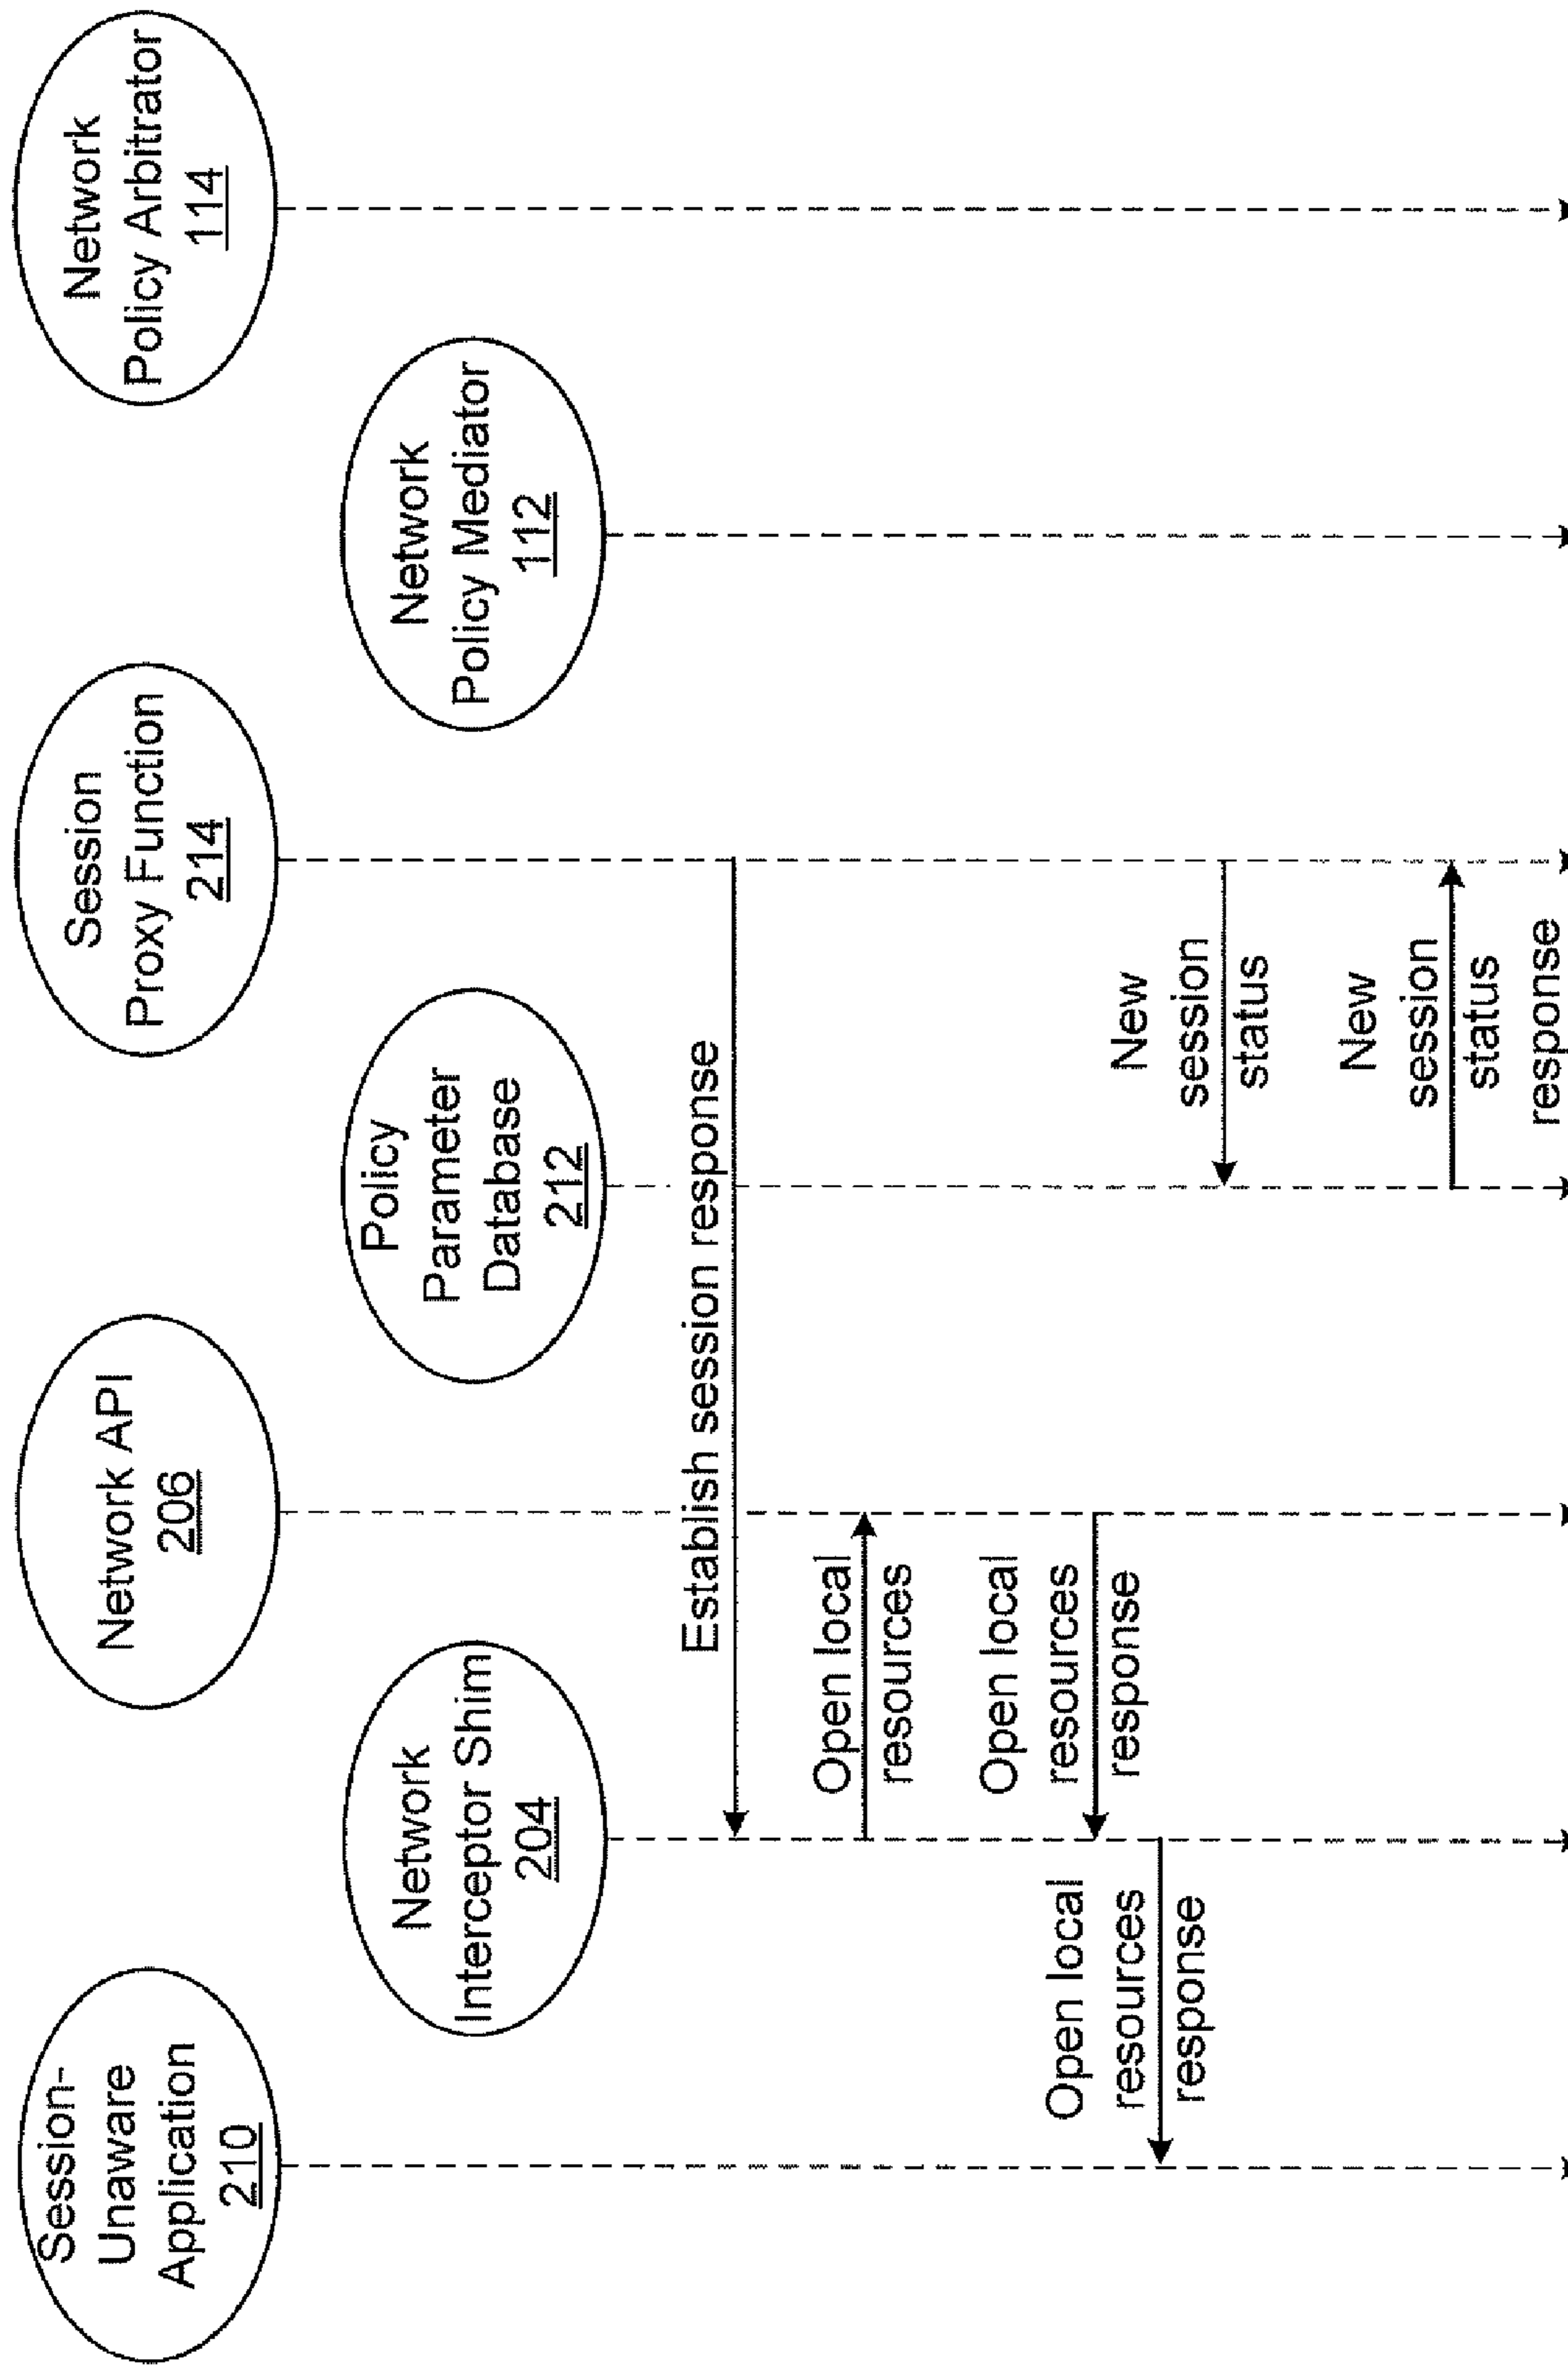 Session-
Unaware
Application
210
Network
Interceptor Shim
204
Network API
206
Policy
Parameter
Database
212
Session
Proxy Function
214
Network
Policy Mediator
112
Network
Policy Arbitrator
114
Establish session response
Open local
resources
Open local
resources
response
Open local
resources
response
New
session
status
New
session
status
response